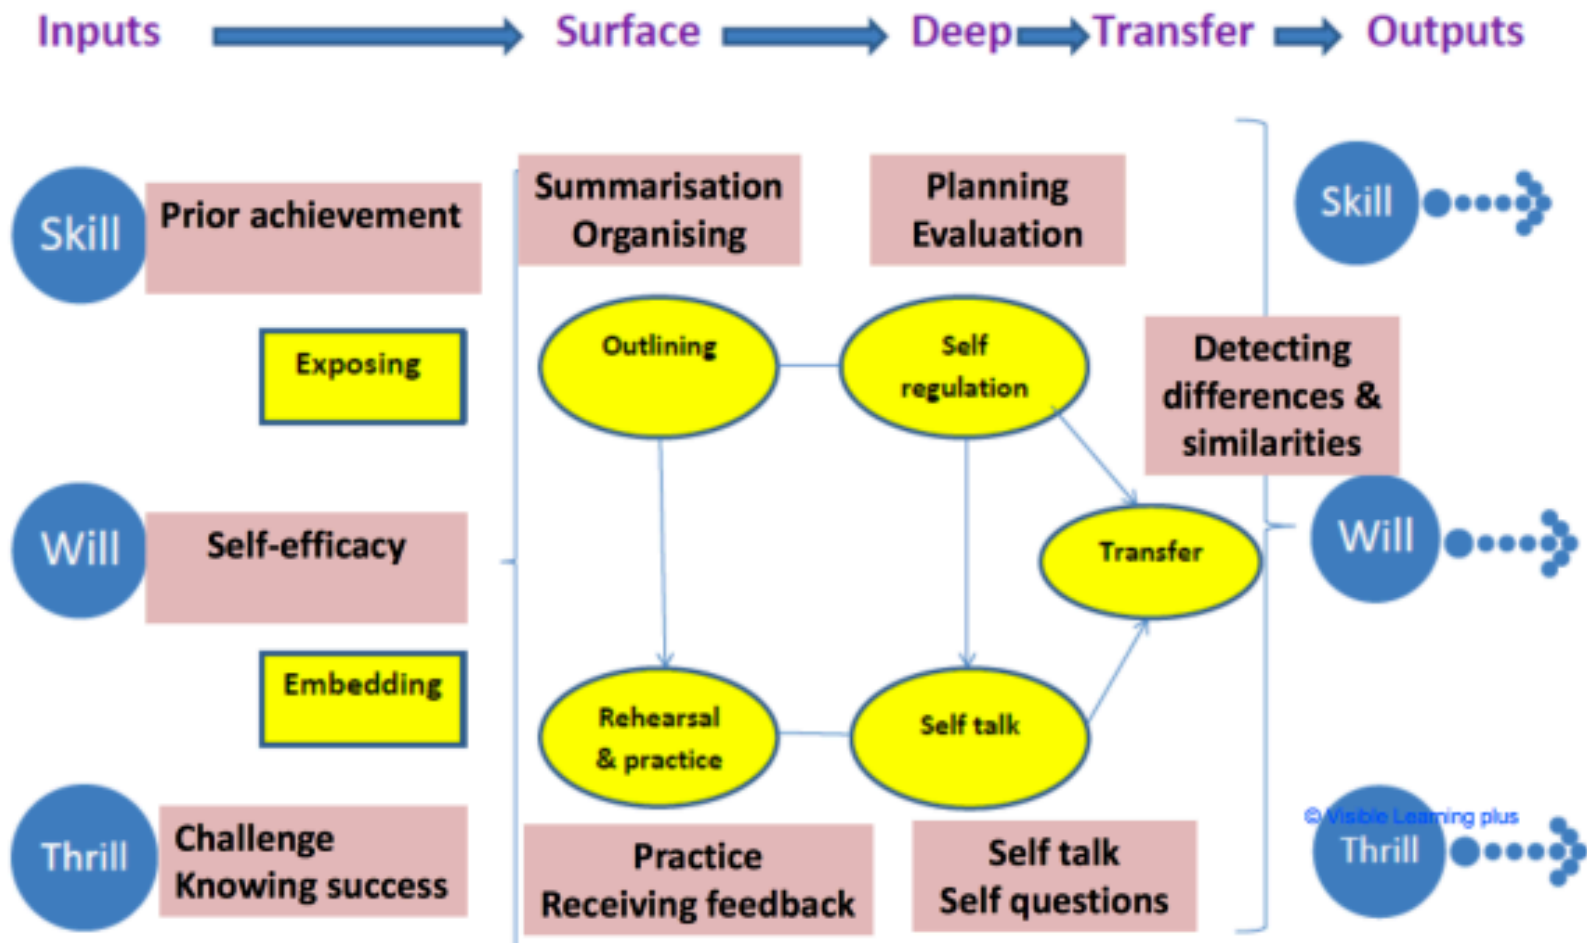 Inputs
Surface
Deep
Transfer
Outputs
Skill
Prior achievement
Summarisation
Organising
Planning
Evaluation
Skill
Exposing
Outlining
Self
regulation
Detecting
differences &
similarities
Will
Self-efficacy
Transfer
Will
Embedding
Rehearsal
& practice
Self talk
Thrill
Challenge
Knowing success
Practice
Receiving feedback
Self talk
Self questions
© Visible Learning plus
Thrill